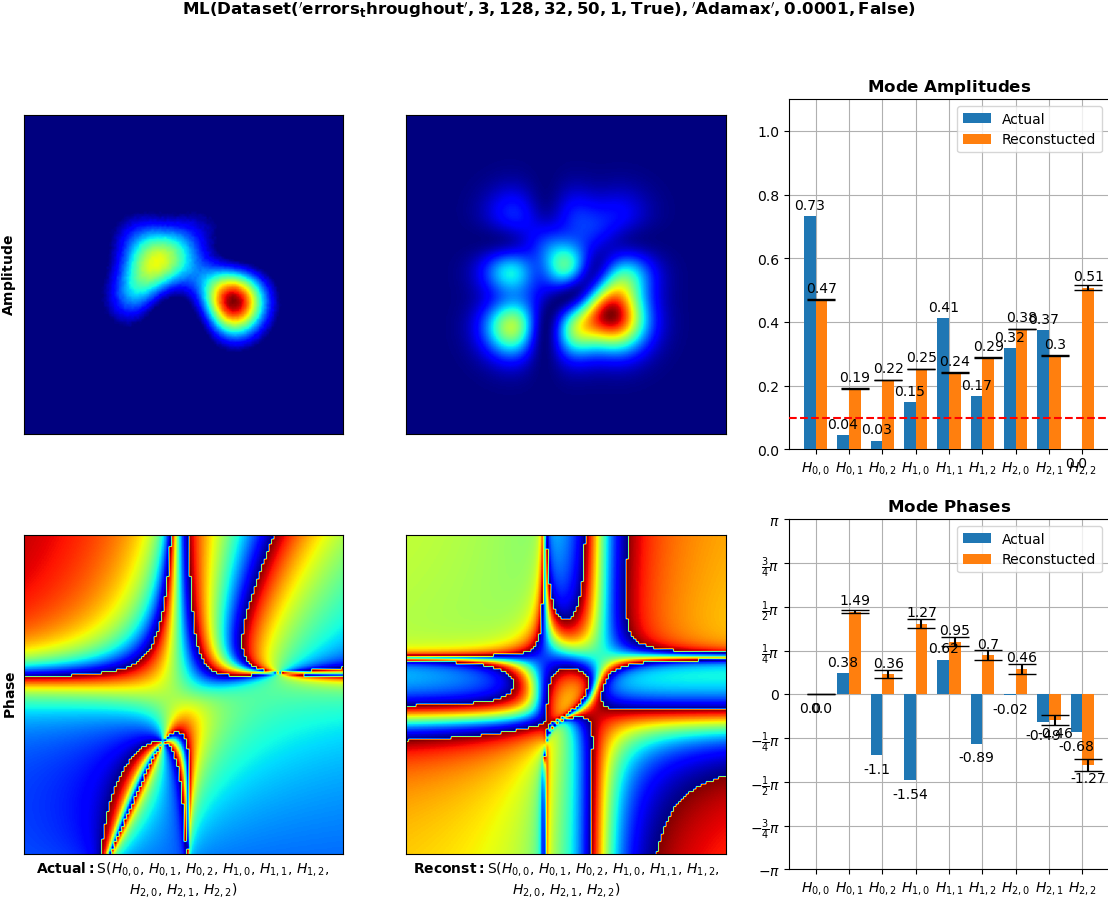 ML(Dataset('errors_throughout', 3, 128, 32, 50, 1, True), 'Adamax', 0.0001, False)
Amplitude
Mode Amplitudes
Actual
Reconstucted
1.0
0.8
0.6
0.4
0.2
0.0
0.73
0.47
0.04
0.19
0.03
0.22
0.15
0.25
0.41
0.24
0.17
0.29
0.32
0.38
0.37
0.3
0.0
0.51
H0,0 H0,1 H0,2 H1,0 H1,1 H1,2 H2,0 H2,1 H2,2
Phase
Mode Phases
Actual
Reconstucted
π
3/4π
1/2π
1/4π
0
−1/4π
−1/2π
−3/4π
−π
0.0
0.0
0.38
1.49
-1.1
0.36
-1.54
1.27
0.62
0.95
-0.89
0.7
-0.02
0.46
-0.49
-0.46
-0.68
-1.27
H0,0 H0,1 H0,2 H1,0 H1,1 H1,2 H2,0 H2,1 H2,2
Actual: S(H0,0, H0,1, H0,2, H1,0, H1,1, H1,2,
H2,0, H2,1, H2,2)
Reconst: S(H0,0, H0,1, H0,2, H1,0, H1,1, H1,2,
H2,0, H2,1, H2,2)